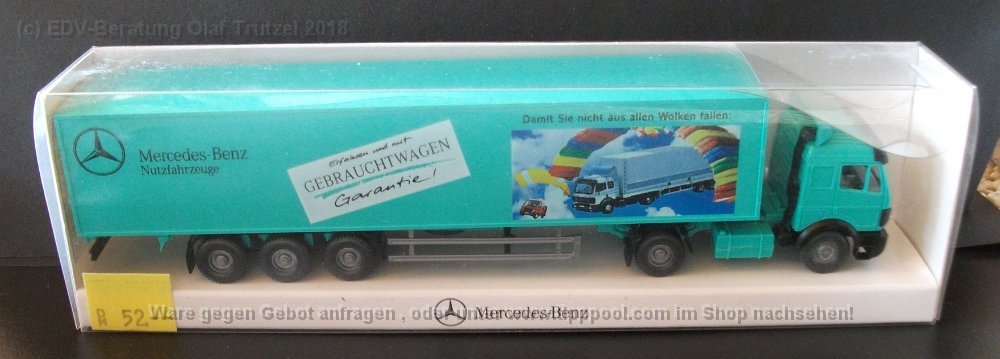 (c) EDV-Beratung Olaf Trutzel 2018
Damit Sie nicht aus allen Wolken fallen:
Mercedes-Benz
Nutzfahrzeuge
Erfahren und mit
GEBRAUCHTWAGEN
Garantie!
52--
Ware gegen Gebot anfragen , oder unter im Shop nachsehen!
Mercedes-Benz